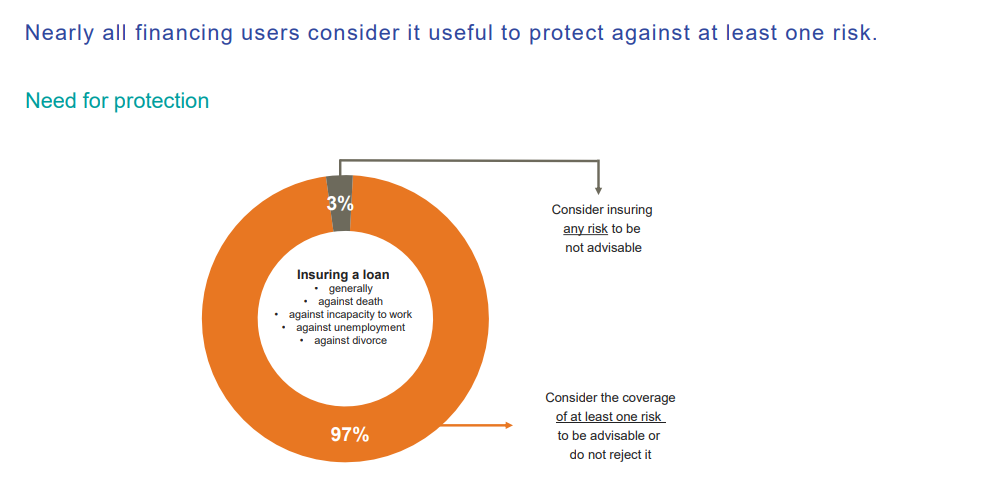 Nearly all financing users consider it useful to protect against at least one risk.
Need for protection
3%
Consider insuring
any risk to be
not advisable
Insuring a loan
• generally
• against death
• against incapacity to work
• against unemployment
• against divorce
Consider the coverage
of at least one risk
to be advisable or
do not reject it
97%